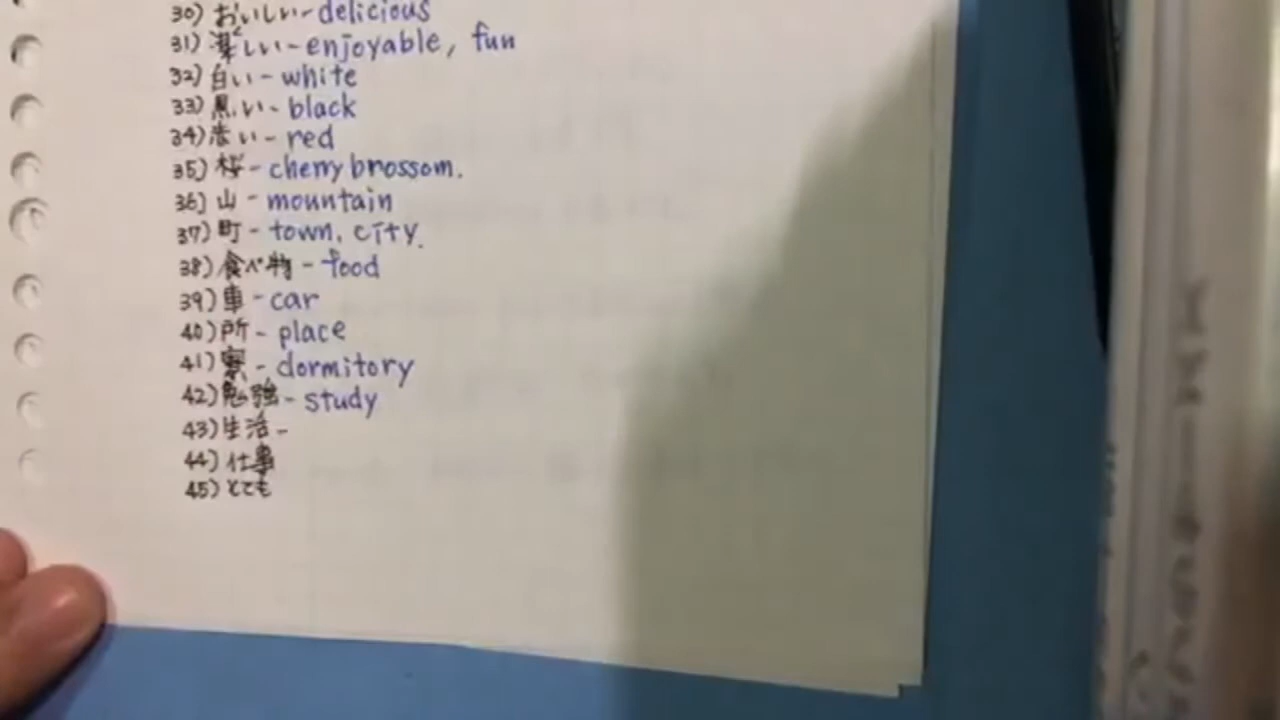 30) おいしい - delicious
31) 楽しい - enjoyable, fun
32) 白い - white
33) 黒い - black
34) 赤い - red
35) 桜 - cherry brossom.
36) 山 - mountain
37) 町 - town, city.
38) 食べ物 - food
39) 車 - car
40) 所 - place
41) 寮 - dormitory
42) 勉強 - study
43) 生活 -
44) 仕事
45) とても